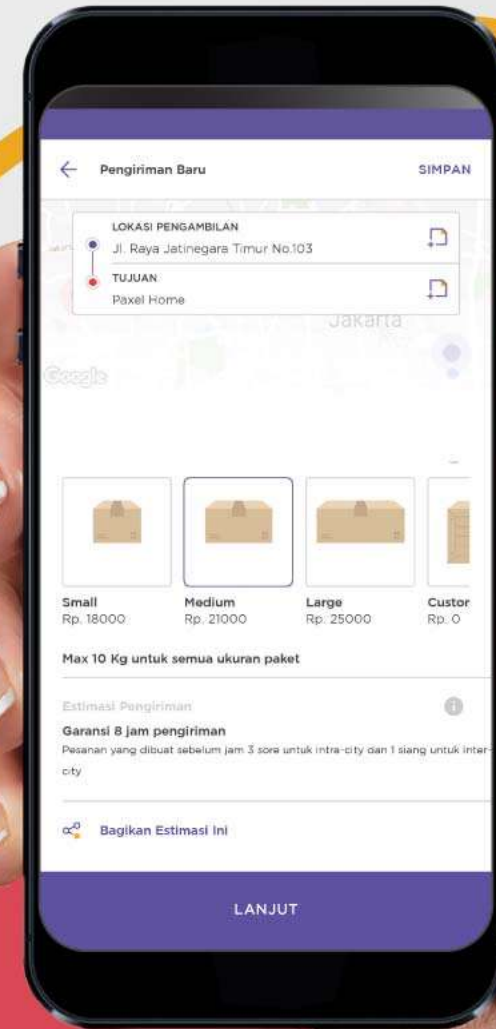 Pengiriman Baru
SIMPAN
LOKASI PENGAMBILAN
Jl. Raya Jatinegara Timur No.103
TUJUAN
Paxel Home
Jakarta
Google
Small
Rp. 18000
Medium
Rp. 21000
Large
Rp. 25000
Custor
Rp. 0
Max 10 Kg untuk semua ukuran paket
Estimasi Pengiriman
Garansi 8 jam pengiriman
Pesanan yang dibuat sebelum jam 3 sore untuk intra-city dan 1 siang untuk inter-
city
Bagikan Estimasi Ini
LANJUT